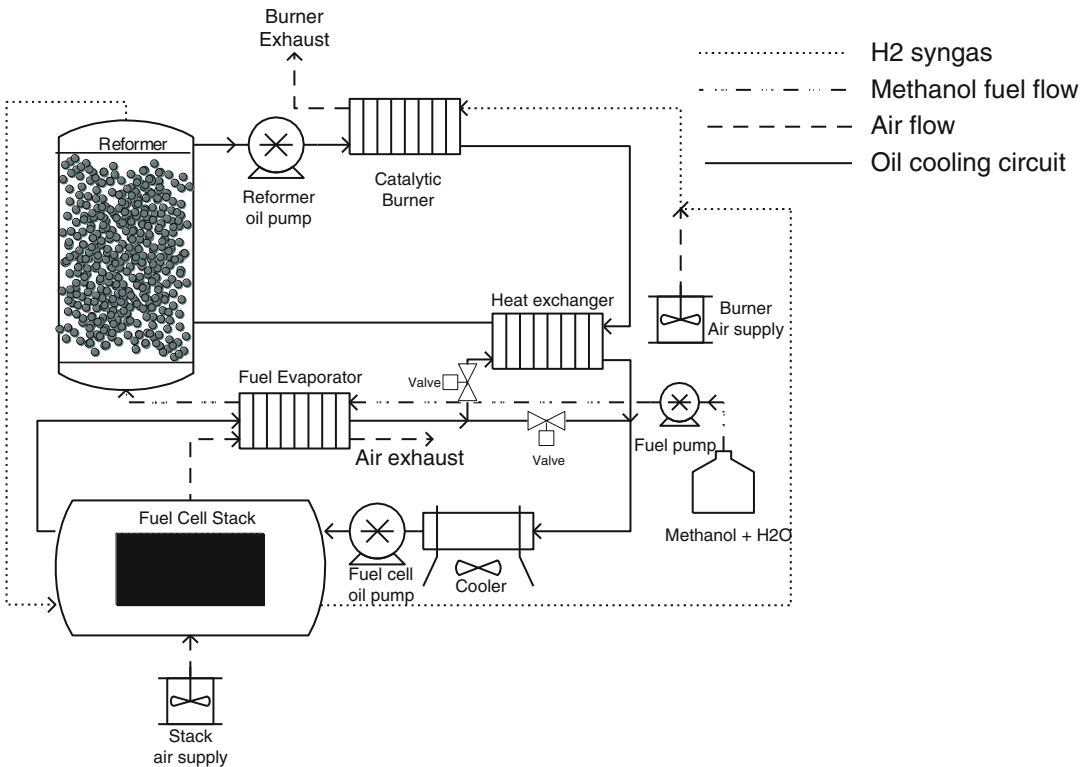 Burner
Exhaust
H2 syngas
Methanol fuel flow
Air flow
Oil cooling circuit
Reformer
Reformer
oil pump
Catalytic
Burner
Heat exchanger
Burner
Air supply
Fuel Evaporator
Valve
Air exhaust
Valve
Fuel pump
Methanol + H2O
Fuel Cell Stack
Fuel cell
oil pump
Cooler
Stack
air supply